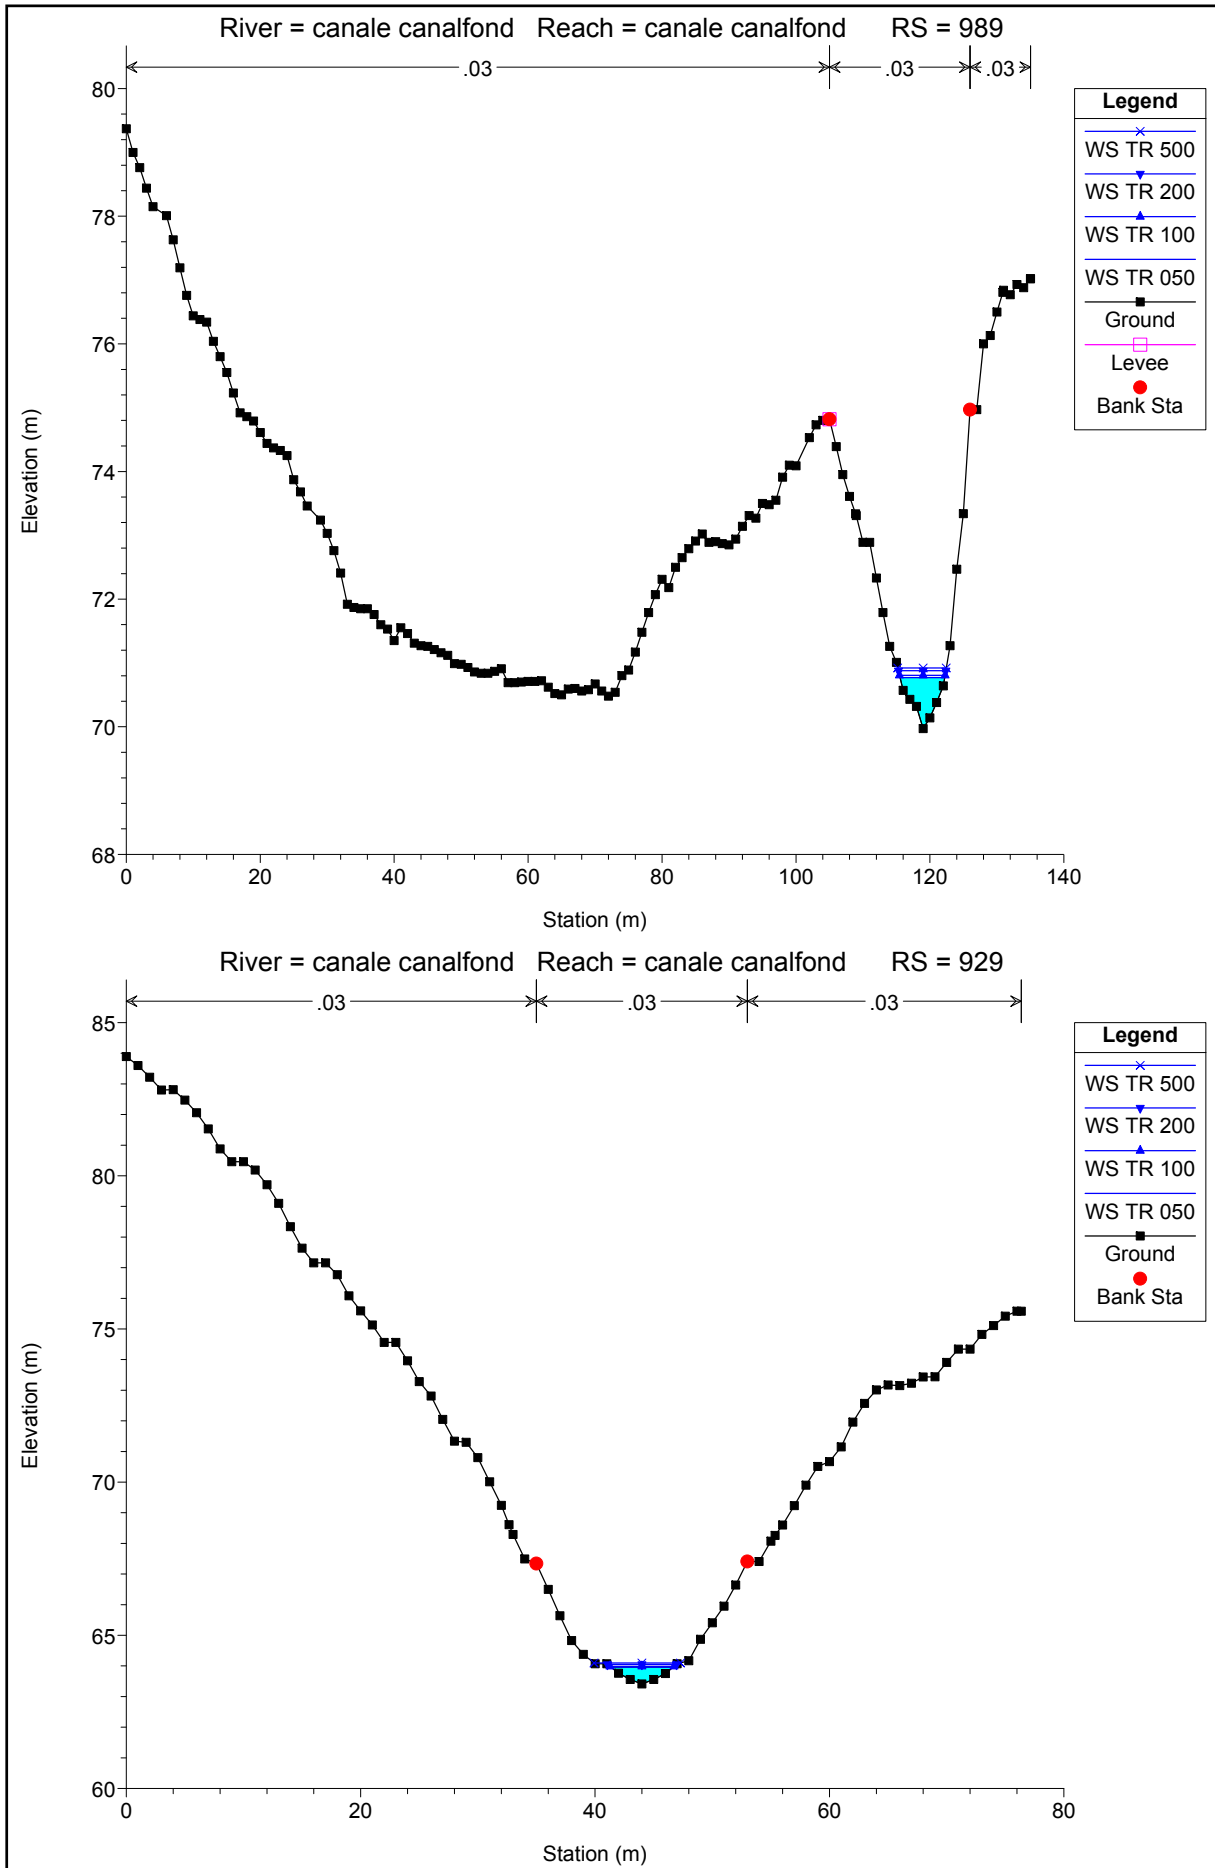 River = canale canalfond Reach = canale canalfond RS = 989
.03 .03 .03
80
78
76
74
72
70
68
Elevation (m)
0 20 40 60 80 100 120 140
Station (m)
Legend
WS TR 500
WS TR 200
WS TR 100
WS TR 050
Ground
Levee
Bank Sta
River = canale canalfond Reach = canale canalfond RS = 929
.03 .03 .03
85
80
75
70
65
60
Elevation (m)
0 20 40 60 80
Station (m)
Legend
WS TR 500
WS TR 200
WS TR 100
WS TR 050
Ground
Bank Sta